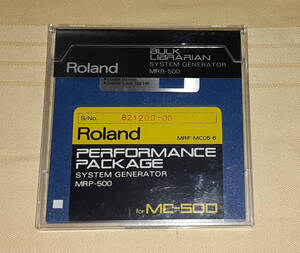 Roland
BULK
LIBRARIAN
SYSTEM GENERATOR
MRB-500
S/No.
821200-00
Roland
MRP-MC05-6
PERFORMANCE
PACKAGE
SYSTEM GENERATOR
MRP-500
for MC-500